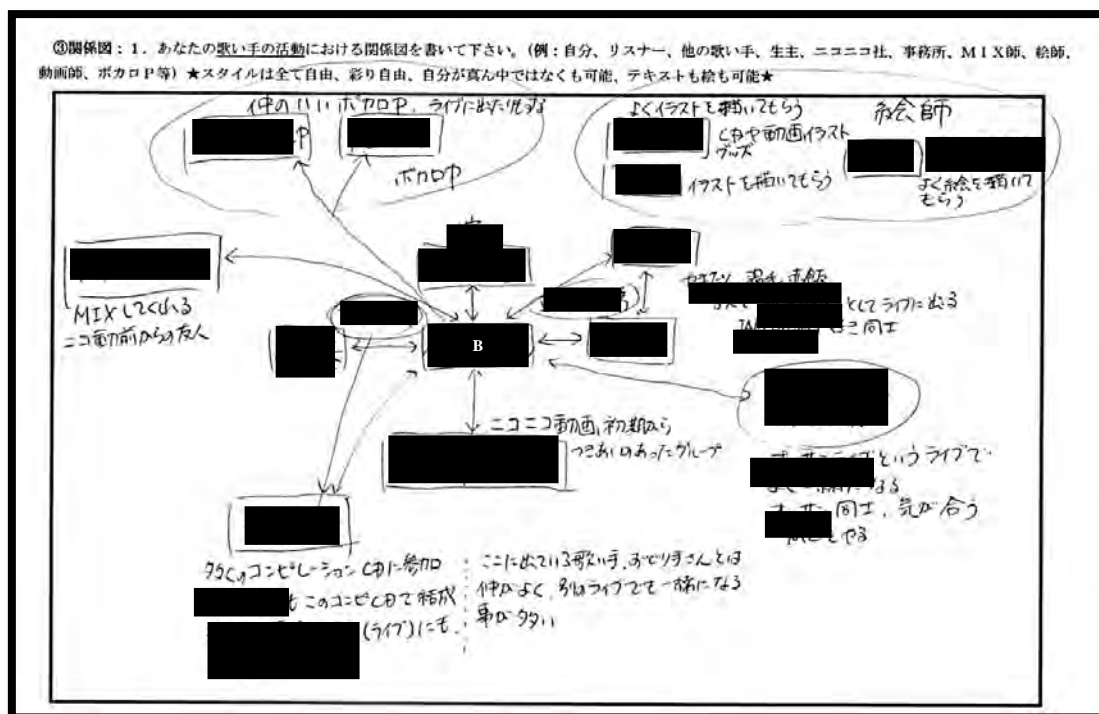 ③関係図：1．あなたの歌い手の活動における関係図を書いて下さい。(例：自分、リスナー、他の歌い手、生主、ニコニコ社、事務所、ＭＩＸ師、絵師、
動画師、ボカロＰ等) ★スタイルは全て自由、彩り自由、自分が真ん中ではなくも可能、テキストも絵も可能★
仲のいいボカロP、ライブに出たりもする
P
ボカロP
よくイラストを描いてもらう
絵師
CDや動画イラスト
グッズ
イラストを描いてもらう
よく絵を描いて
もらう
MIXしてくれる
ニコ動前からの友人
B
としてライブに出る
同士
ニコニコ動画初期から
つきあいのあったグループ
ライブというライブで
なる
同士、気が合う
やる
多くのコンピレーションCDに参加
もこのコンピCDで結成
(ライブ)にも、
ここに出ている歌い手、おどり手さんとは
仲がよく、別のライブでも一緒になる
事が多い